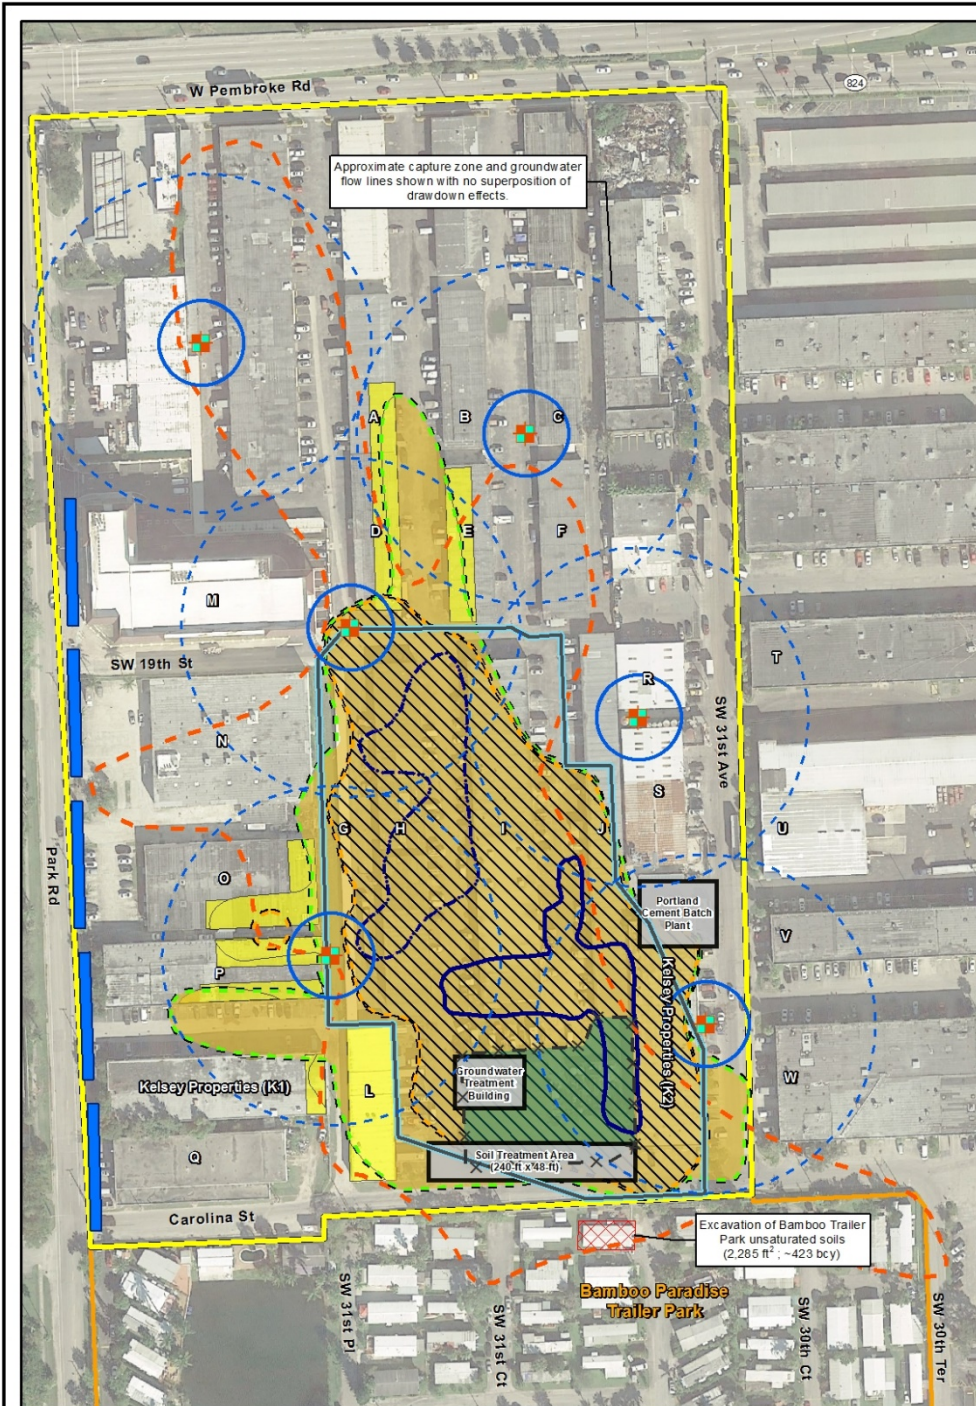 W Pembroke Rd
824
Approximate capture zone and groundwater
flow lines shown with no superposition of
drawdown effects.
A
B
C
D
E
F
M
SW 19th St
R
T
SW 31st Ave
N
S
G
H
I
J
U
Park Rd
O
Portland
Cement Batch
Plant
V
P
Kelsey Properties (K2)
Groundwater
Treatment
Building
Kelsey Properties (K1)
L
W
Soil Treatment Area
(240-ft x 48-ft)
Q
Carolina St
Excavation of Bamboo Trailer
Park unsaturated soils
(2,285 ft² ; ~423 bcy)
Bamboo Paradise
Trailer Park
SW 31st Pl
SW 31st Ct
SW 30th Ct
SW 30th Ter